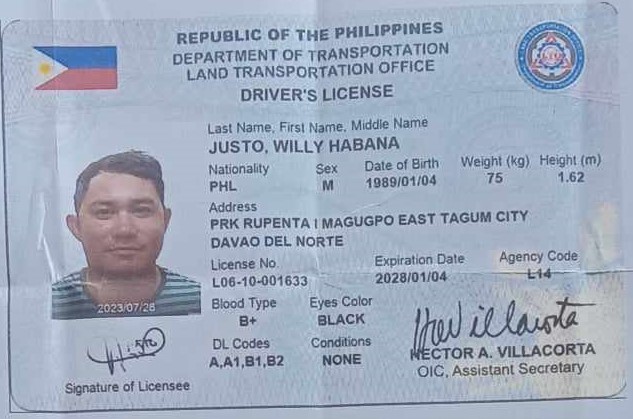 REPUBLIC OF THE PHILIPPINES
DEPARTMENT OF TRANSPORTATION
LAND TRANSPORTATION OFFICE
DRIVER'S LICENSE
Last Name, First Name, Middle Name
JUSTO, WILLY HABANA
Nationality Sex Date of Birth Weight (kg) Height (m)
PHL M 1989/01/04 75 1.62
Address
PRK RUPENTA I MAGUGPO EAST TAGUM CITY
DAVAO DEL NORTE
License No. Expiration Date Agency Code
L06-10-001633 2028/01/04 L14
2023/07/28
Blood Type Eyes Color
B+ BLACK
DL Codes Conditions
A,A1,B1,B2 NONE
HECTOR A. VILLACORTA
OIC, Assistant Secretary
Signature of Licensee